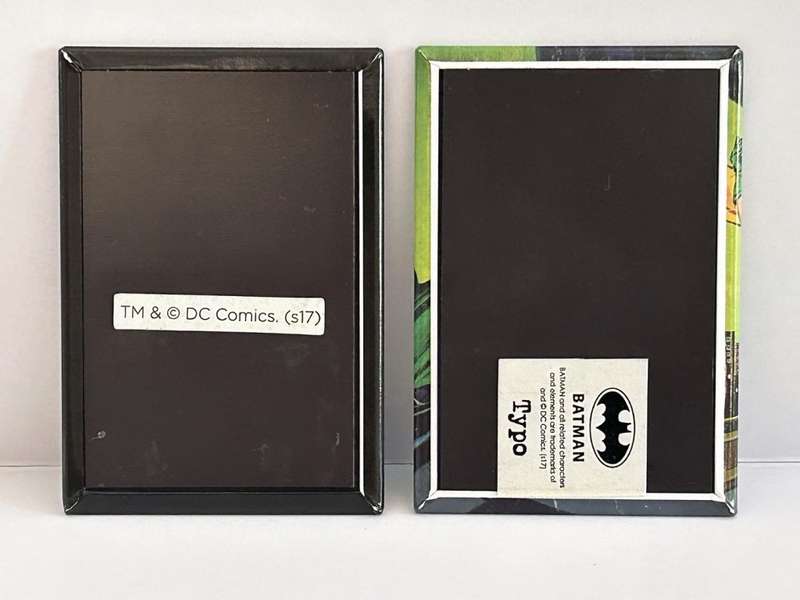 TM & © DC Comics. (s17)
BATMAN
BATMAN and all related characters
and elements are trademarks of
and © DC Comics. (s17)
Typo